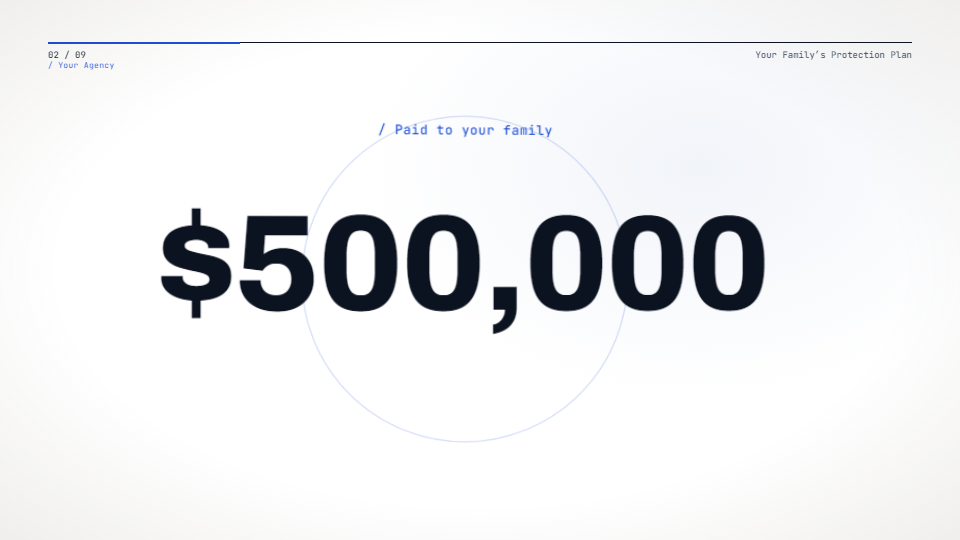 02 / 09
/ Your Agency
Your Family’s Protection Plan
/ Paid to your family
$500,000